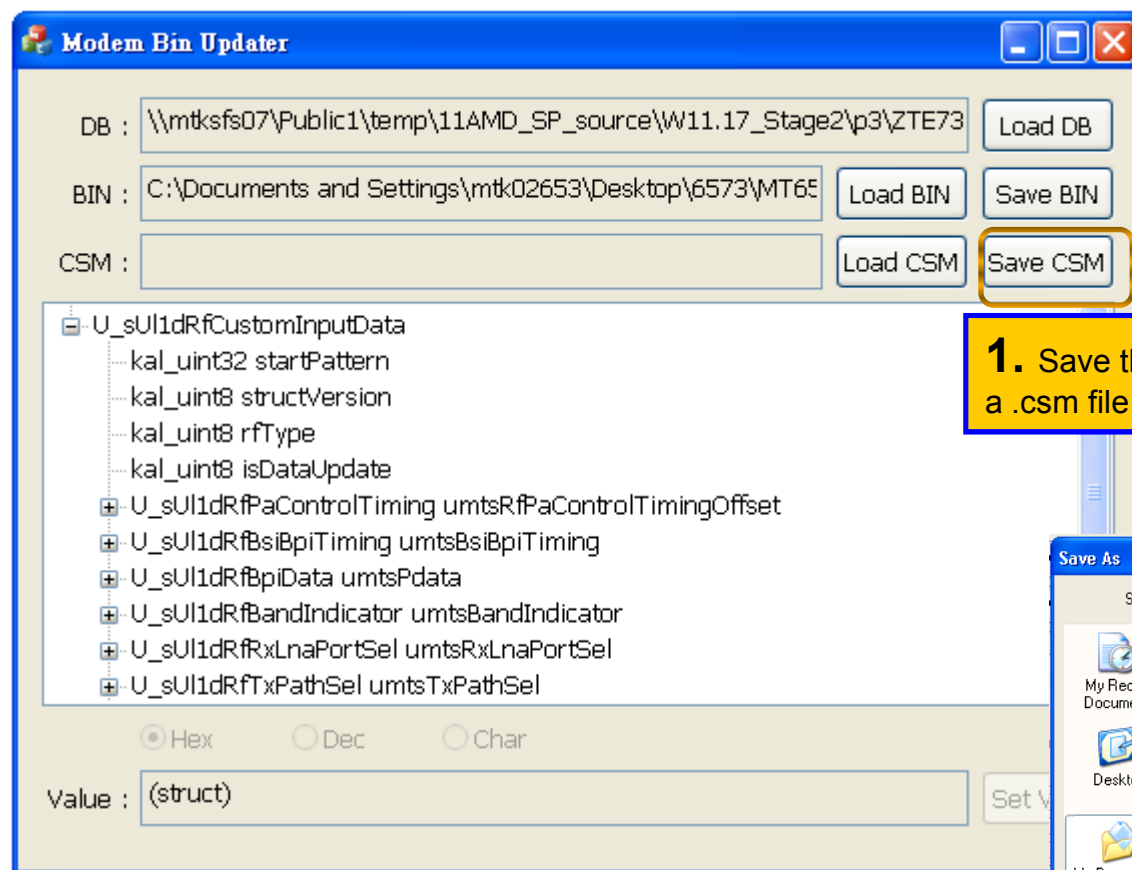 Modem Bin Updater
DB : \\mtksfs07\Public1\temp\11AMD_SP_source\W11.17_Stage2\p3\ZTE73 Load DB
BIN : C:\Documents and Settings\mtk02653\Desktop\6573\MT65 Load BIN Save BIN
CSM : Load CSM Save CSM
U_sUl1dRfCustomInputData
kal_uint32 startPattern
kal_uint8 structVersion
kal_uint8 rfType
kal_uint8 isDataUpdate
U_sUl1dRfPaControlTiming umtsRfPaControlTimingOffset
U_sUl1dRfBsiBpiTiming umtsBsiBpiTiming
U_sUl1dRfBpiData umtsPdata
U_sUl1dRfBandIndicator umtsBandIndicator
U_sUl1dRfRxLnaPortSel umtsRxLnaPortSel
U_sUl1dRfTxPathSel umtsTxPathSel
1. Save
a .csm file
Hex Dec Char
Value : (struct) Set
Save As
My